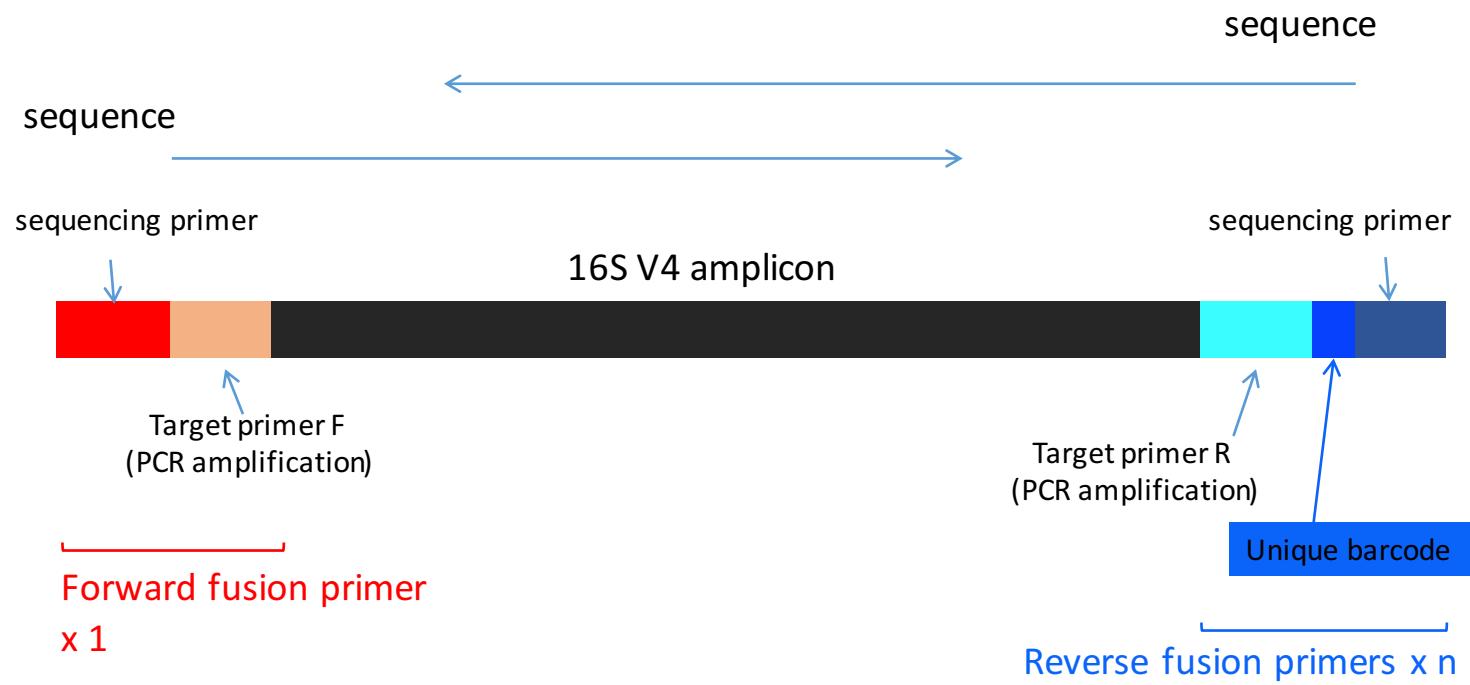 sequence
sequence
sequencing primer
sequencing primer
16S V4 amplicon
Target primer F
(PCR amplification)
Target primer R
(PCR amplification)
Unique barcode
Forward fusion primer
x 1
Reverse fusion primers x n